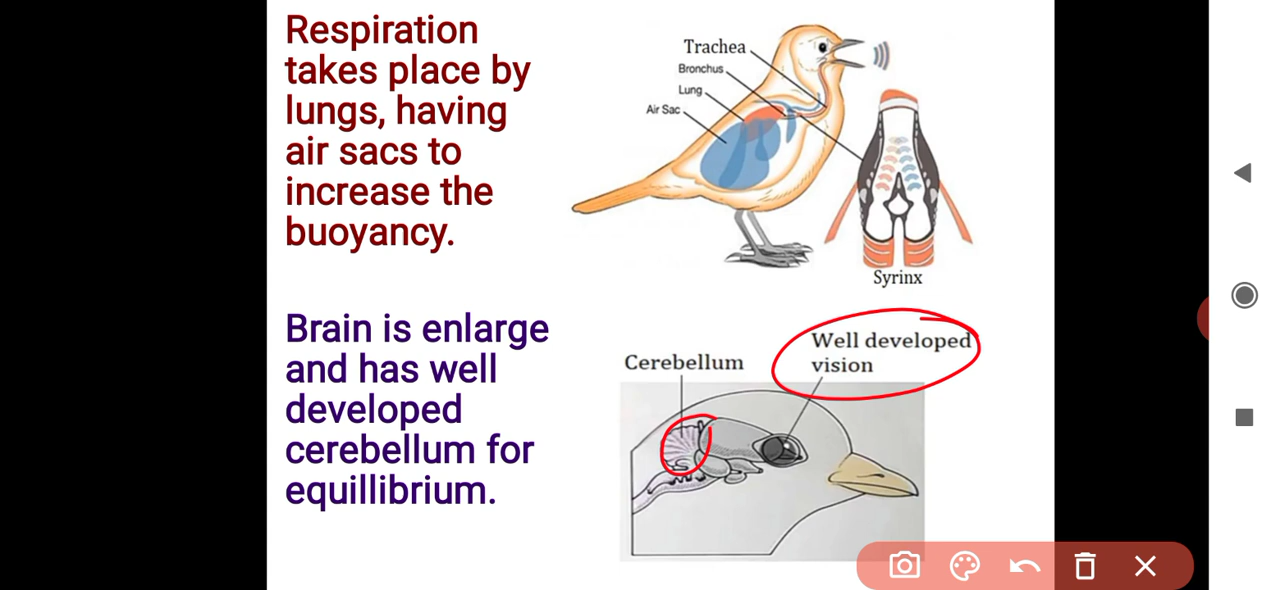 Respiration
takes place by
lungs, having
air sacs to
increase the
buoyancy.
Trachea
Bronchus
Lung
Air Sac
Syrinx
Brain is enlarge
and has well
developed
cerebellum for
equillibrium.
Cerebellum
Well developed
vision